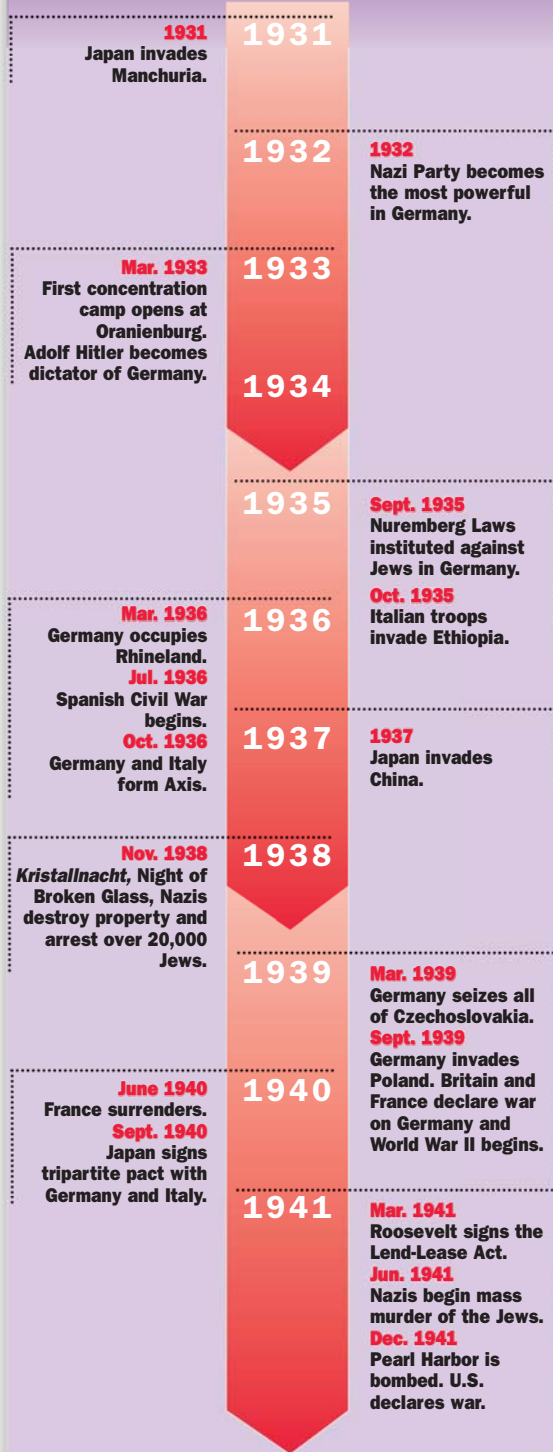 1931
1931
Japan invades
Manchuria.
1932
1932
Nazi Party becomes
the most powerful
in Germany.
1933
Mar. 1933
First concentration
camp opens at
Oranienburg.
Adolf Hitler becomes
dictator of Germany.
1934
1935
Sept. 1935
Nuremberg Laws
instituted against
Jews in Germany.
Oct. 1935
Italian troops
invade Ethiopia.
1936
Mar. 1936
Germany occupies
Rhineland.
Jul. 1936
Spanish Civil War
begins.
Oct. 1936
Germany and Italy
form Axis.
1937
1937
Japan invades
China.
1938
Nov. 1938
Kristallnacht, Night of
Broken Glass, Nazis
destroy property and
arrest over 20,000
Jews.
1939
Mar. 1939
Germany seizes all
of Czechoslovakia.
Sept. 1939
Germany invades
Poland. Britain and
France declare war
on Germany and
World War II begins.
1940
June 1940
France surrenders.
Sept. 1940
Japan signs
tripartite pact with
Germany and Italy.
1941
Mar. 1941
Roosevelt signs the
Lend-Lease Act.
Jun. 1941
Nazis begin mass
murder of the Jews.
Dec. 1941
Pearl Harbor is
bombed. U.S.
declares war.